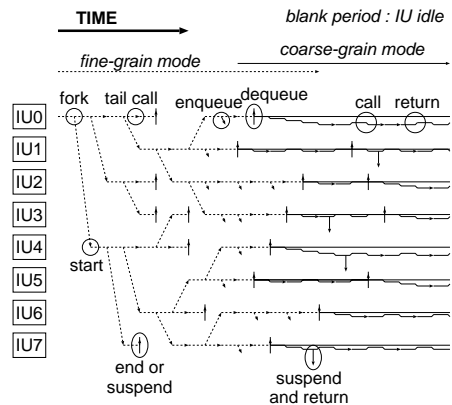 TIME
blank period : IU idle
coarse-grain mode
fine-grain mode
fork
tail call
enqueue
dequeue
call
return
IU0
IU1
IU2
IU3
IU4
start
IU5
IU6
IU7
end or
suspend
suspend
and return